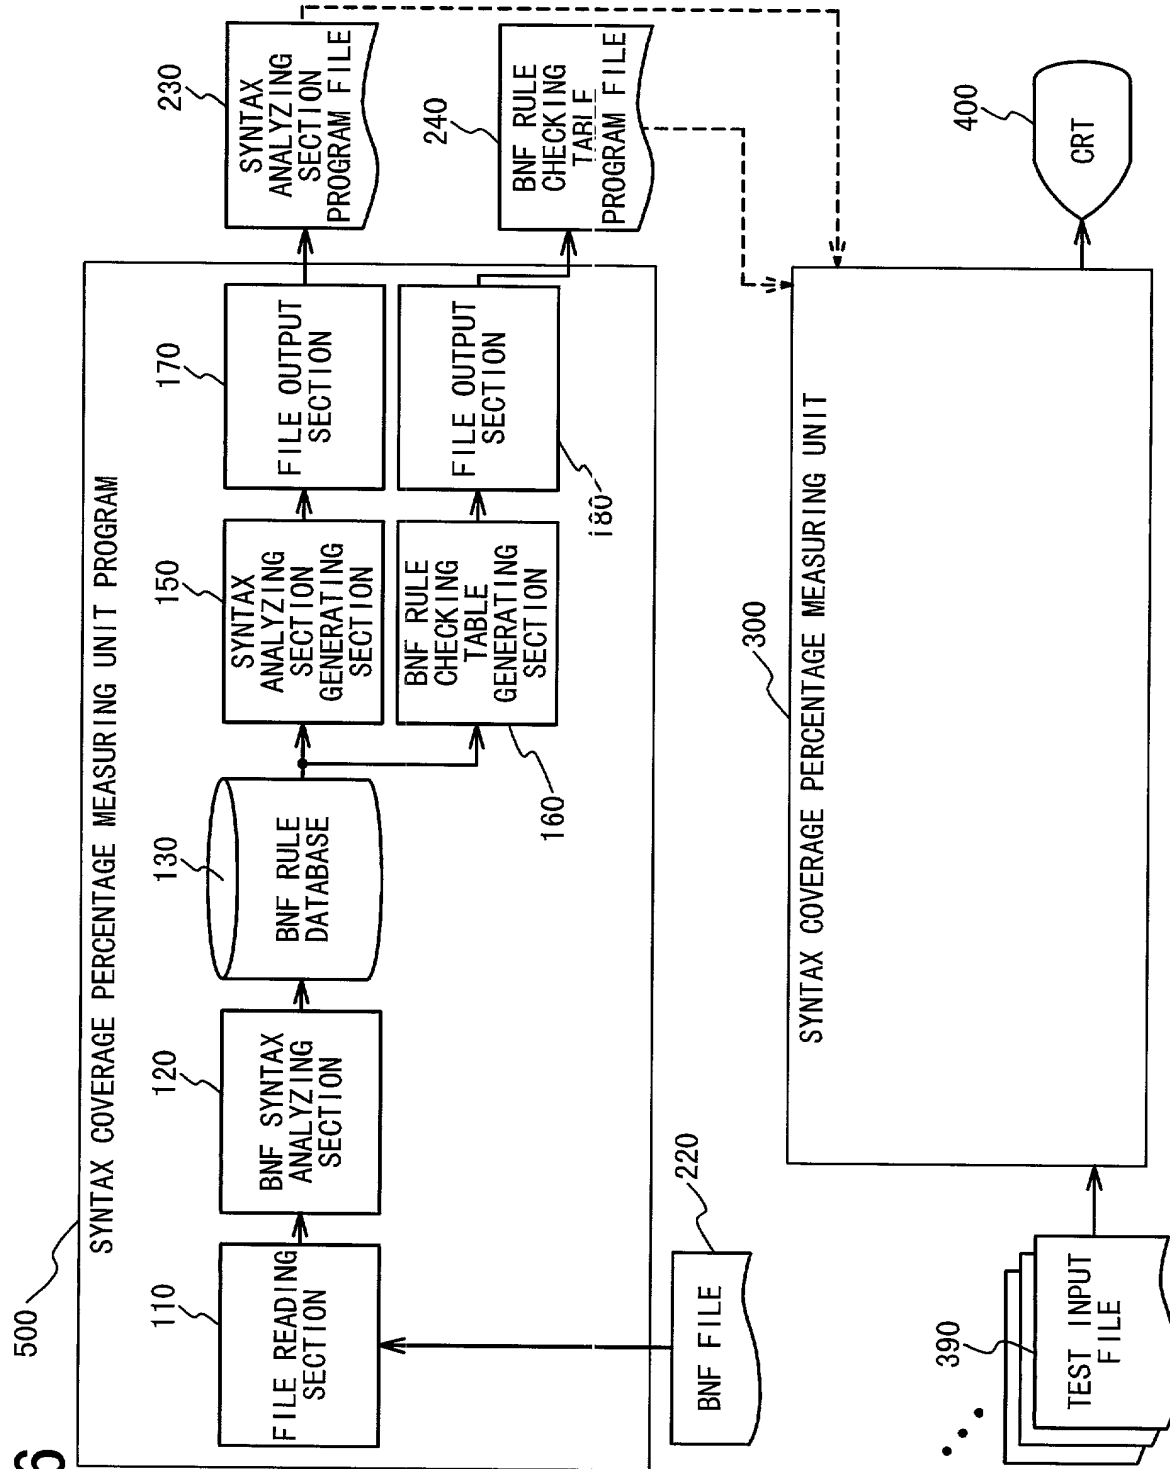 6
500
SYNTAX COVERAGE PERCENTAGE MEASURING UNIT PROGRAM
110
FILE READING
SECTION
120
BNF SYNTAX
ANALYZING
SECTION
130
BNF RULE
DATABASE
150
SYNTAX
ANALYZING
SECTION
GENERATING
SECTION
170
FILE OUTPUT
SECTION
230
SYNTAX
ANALYZING
SECTION
PROGRAM FILE
BNF RULE
CHECKING
TABLE
GENERATING
SECTION
160
FILE OUTPUT
SECTION
180
240
BNF RULE
CHECKING
TABLE
PROGRAM FILE
220
BNF FILE
300
SYNTAX COVERAGE PERCENTAGE MEASURING UNIT
390
TEST INPUT
FILE
400
CRT